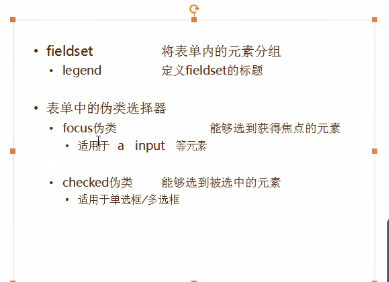 • fieldset 将表单内的元素分组
• legend 定义fieldset的标题
• 表单中的伪类选择器
• focus伪类 能够选到获得焦点的元素
• 适用于 a input 等元素
• checked伪类 能够选到被选中的元素
• 适用于单选框/多选框